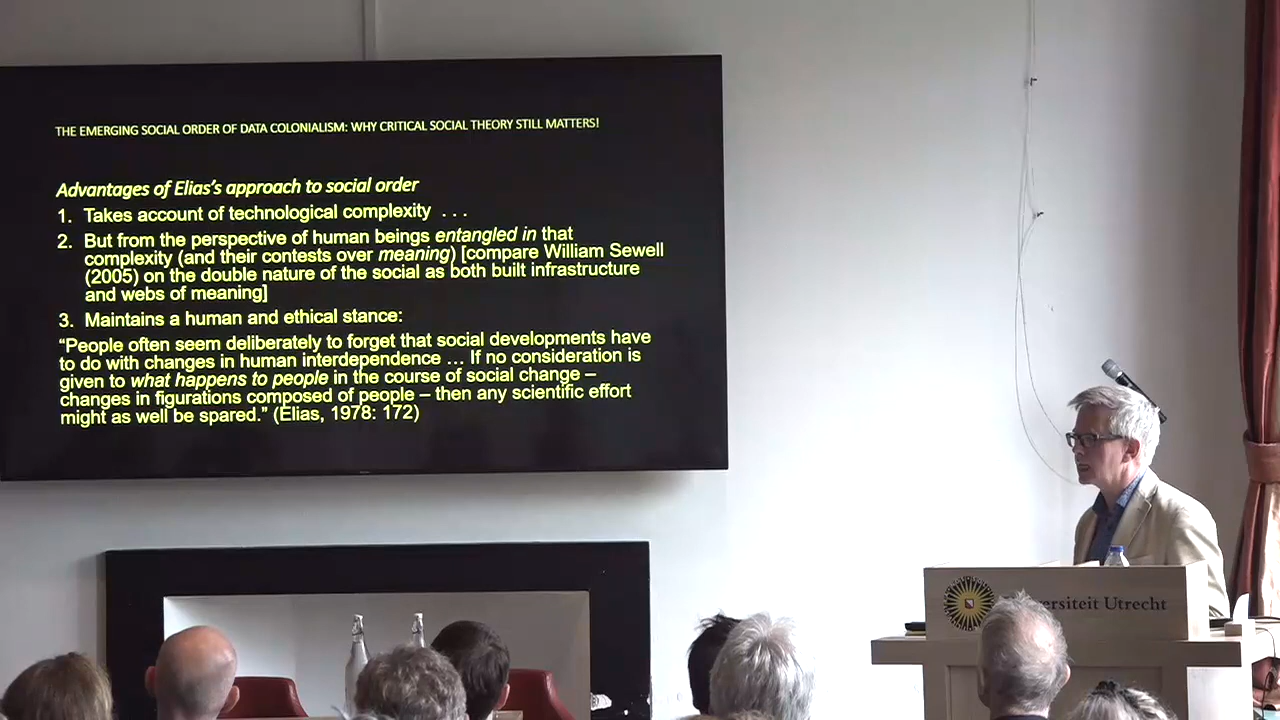 THE EMERGING SOCIAL ORDER OF DATA COLONIALISM: WHY CRITICAL SOCIAL THEORY STILL MATTERS!
Advantages of Elias's approach to social order
1. Takes account of technological complexity . . .
2. But from the perspective of human beings entangled in that
complexity (and their contests over meaning) [compare William Sewell
(2005) on the double nature of the social as both built infrastructure
and webs of meaning]
3. Maintains a human and ethical stance:
“People often seem deliberately to forget that social developments have
to do with changes in human interdependence … If no consideration is
given to what happens to people in the course of social change –
changes in figurations composed of people – then any scientific effort
might as well be spared.” (Elias, 1978: 172)
Utrecht